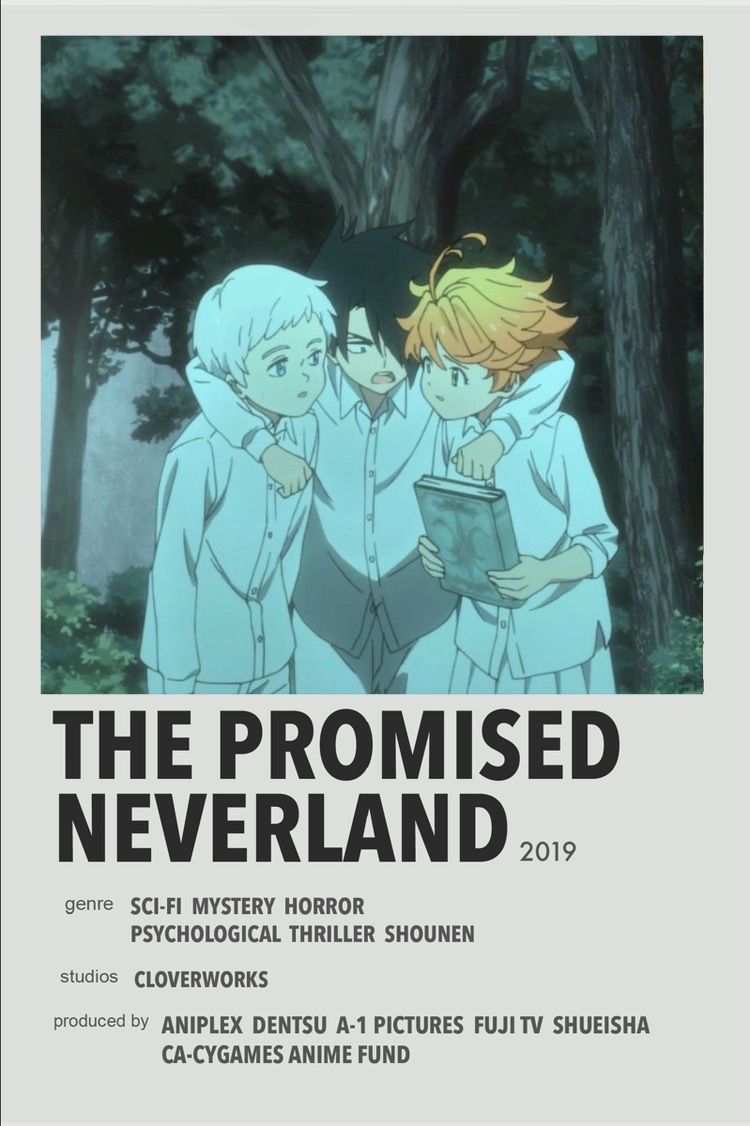 THE PROMISED
NEVERLAND 2019
genre SCI-FI MYSTERY HORROR
PSYCHOLOGICAL THRILLER SHOUNEN
studios CLOVERWORKS
produced by ANIPLEX DENTSU A-1 PICTURES FUJI TV SHUEISHA
CA-CYGAMES ANIME FUND